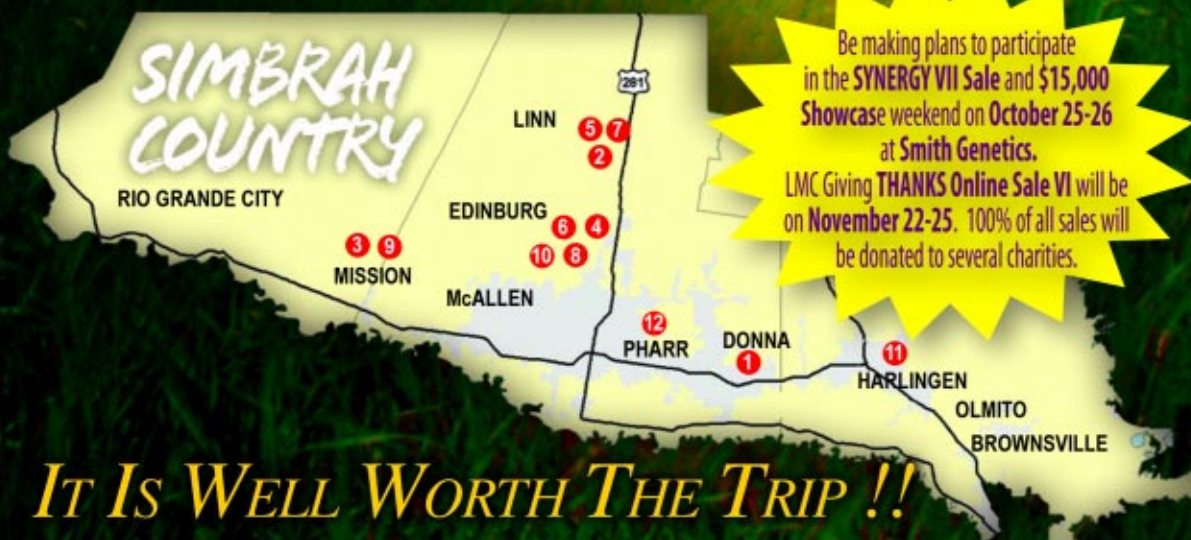 SIMBRAH
COUNTRY
281
Be making plans to participate
in the SYNERGY VII Sale and $15,000
Showcase weekend on October 25-26
at Smith Genetics.
LMC Giving THANKS Online Sale VI will be
on November 22-25. 100% of all sales will
be donated to several charities.
LINN
5 7
2
RIO GRANDE CITY
EDINBURG
6 4
10 8
3 9
MISSION
McALLEN
12
PHARR
DONNA
1
11
HARLINGEN
OLMITO
BROWNSVILLE
IT IS WELL WORTH THE TRIP !!